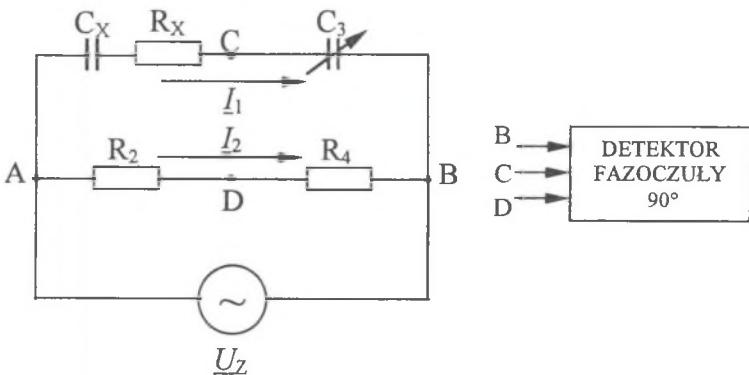 C_X R_X C C_3
I_1
I_2
A R_2 D R_4 B
~
U_Z
B
C
D
DETEKTOR
FAZOCZUŁY
90°